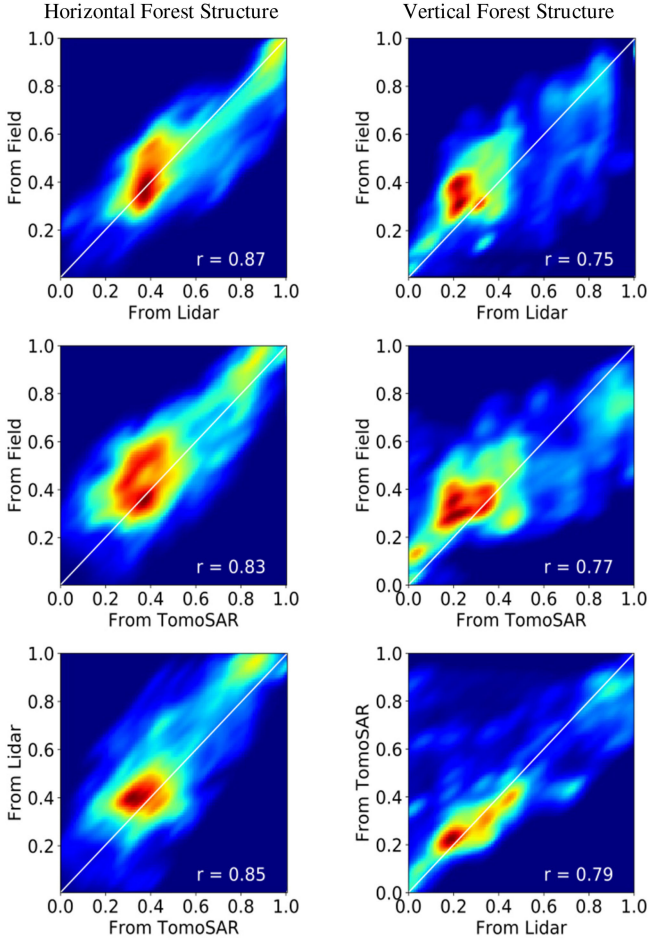 Horizontal Forest Structure
Vertical Forest Structure
1.0
0.8
0.6
0.4
0.2
From Field
r = 0.87
0.0 0.2 0.4 0.6 0.8 1.0
From Lidar
1.0
0.8
0.6
0.4
0.2
From Field
r = 0.75
0.0 0.2 0.4 0.6 0.8 1.0
From Lidar
1.0
0.8
0.6
0.4
0.2
From Field
r = 0.83
0.0 0.2 0.4 0.6 0.8 1.0
From TomoSAR
1.0
0.8
0.6
0.4
0.2
0.0
From Field
r = 0.77
0.0 0.2 0.4 0.6 0.8 1.0
From TomoSAR
1.0
0.8
0.6
0.4
0.2
From Lidar
r = 0.85
0.0 0.2 0.4 0.6 0.8 1.0
From TomoSAR
1.0
0.8
0.6
0.4
0.2
0.0
From TomoSAR
r = 0.79
0.0 0.2 0.4 0.6 0.8 1.0
From Lidar